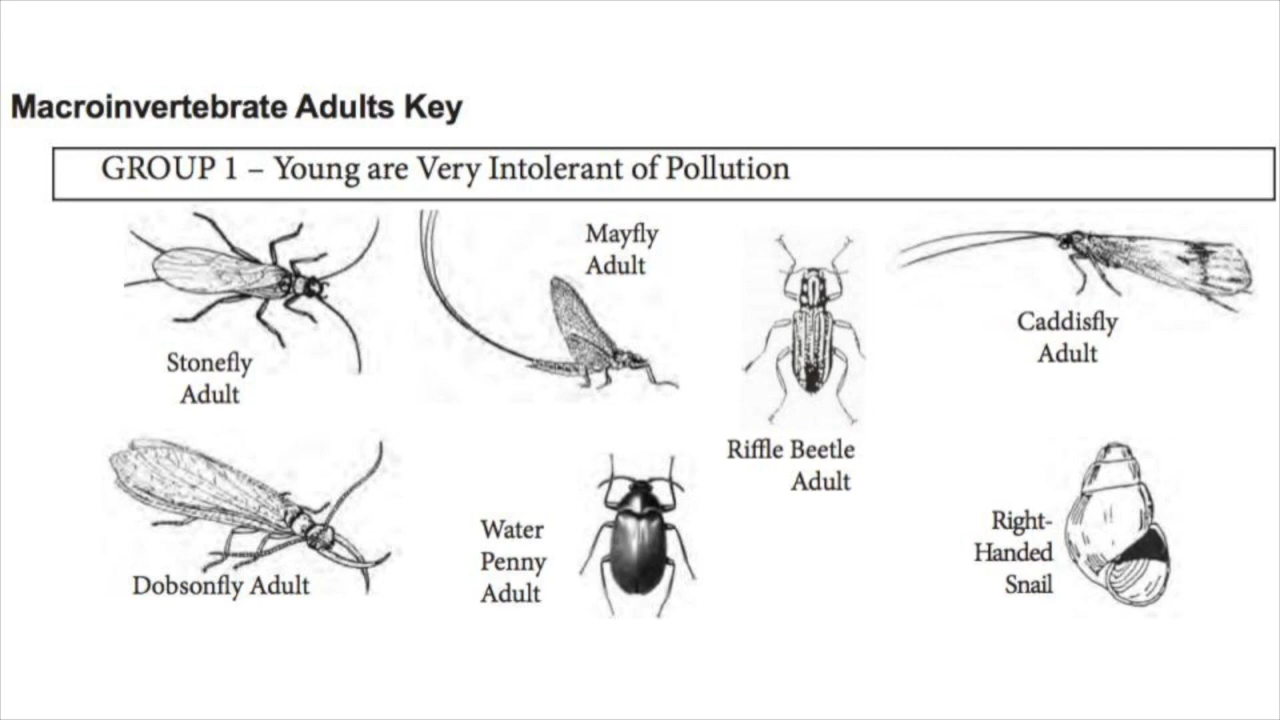 Macroinvertebrate Adults Key
GROUP 1 – Young are Very Intolerant of Pollution
Stonefly
Adult
Mayfly
Adult
Riffle Beetle
Adult
Caddisfly
Adult
Dobsonfly Adult
Water
Penny
Adult
Right-
Handed
Snail